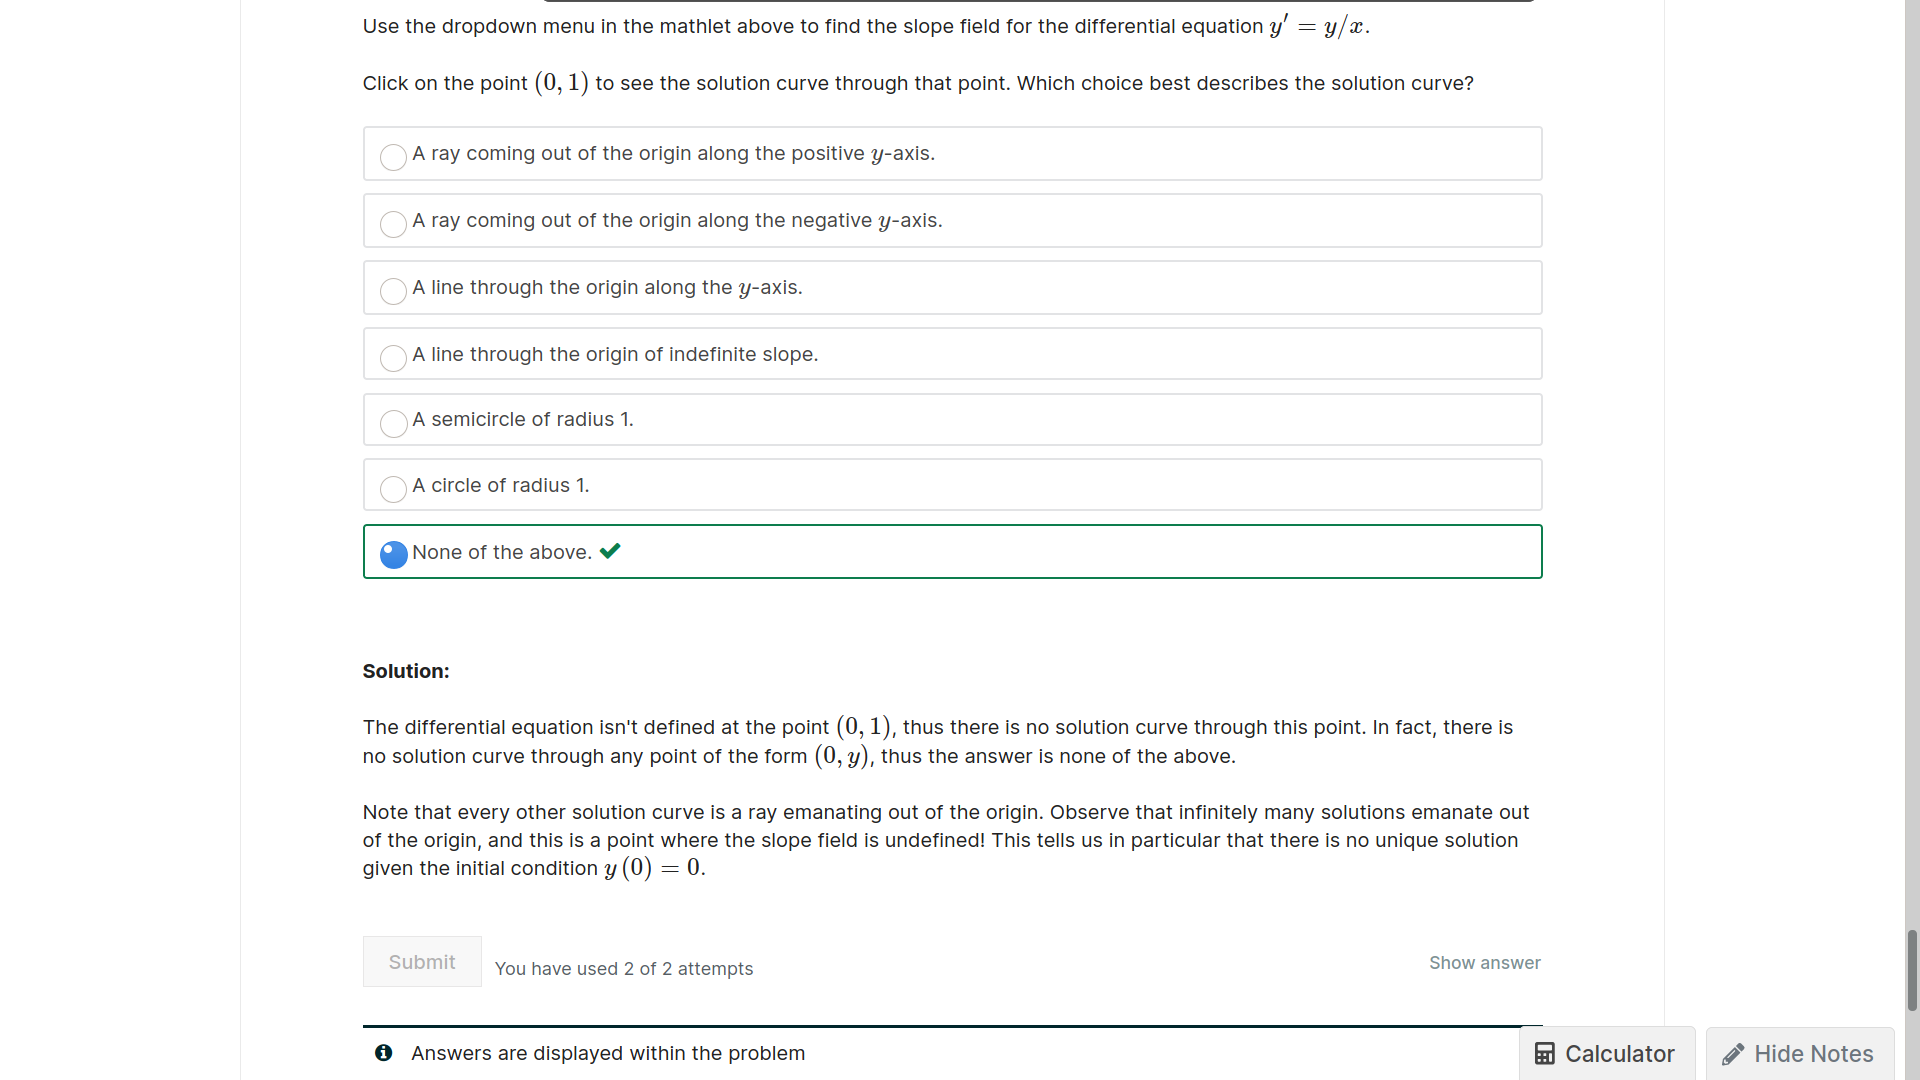 Use the dropdown menu in the mathlet above to find the slope field for the differential equation y′ = y/x.
Click on the point (0, 1) to see the solution curve through that point. Which choice best describes the solution curve?
A ray coming out of the origin along the positive y-axis.
A ray coming out of the origin along the negative y-axis.
A line through the origin along the y-axis.
A line through the origin of indefinite slope.
A semicircle of radius 1.
A circle of radius 1.
None of the above. ✔
Solution:
The differential equation isn't defined at the point (0, 1), thus there is no solution curve through this point. In fact, there is
no solution curve through any point of the form (0, y), thus the answer is none of the above.
Note that every other solution curve is a ray emanating out of the origin. Observe that infinitely many solutions emanate out
of the origin, and this is a point where the slope field is undefined! This tells us in particular that there is no unique solution
given the initial condition y (0) = 0.
Submit
You have used 2 of 2 attempts
Show answer
Answers are displayed within the problem
Calculator
Hide Notes